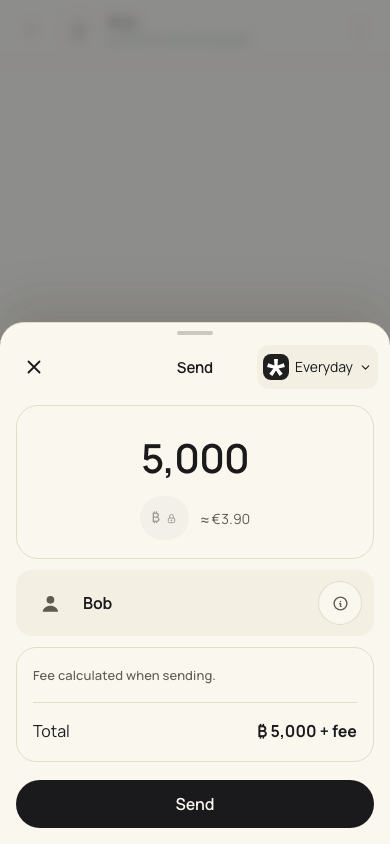 Send
Everyday
5,000
₿
≈ €3.90
Bob
Fee calculated when sending.
Total
₿ 5,000 + fee
Send